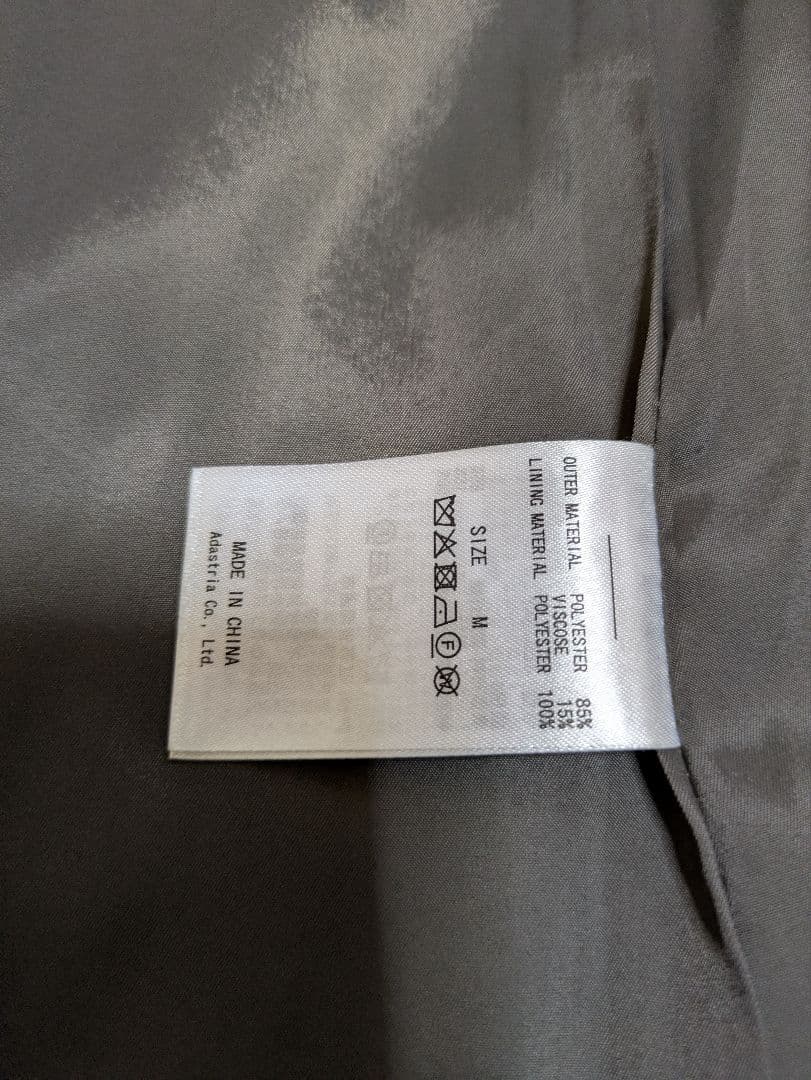 OUTER MATERIAL POLYESTER 85%
VISCOSE 15%
LINING MATERIAL POLYESTER 100%
SIZE M
F
W
MADE IN CHINA
Adastria Co., Ltd.